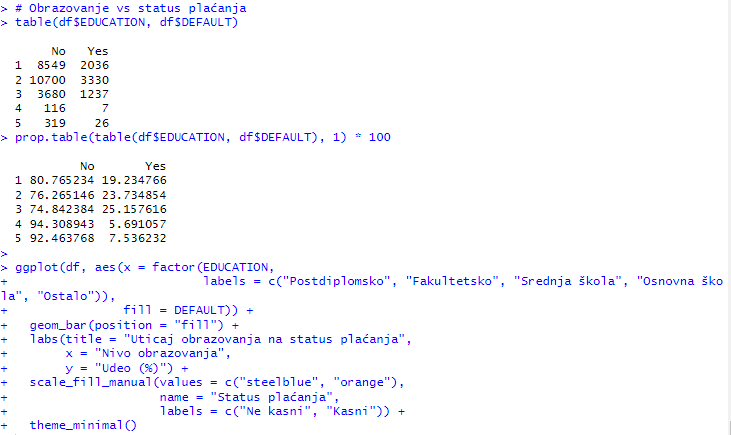 > # Obrazovanje vs status plaćanja
> table(df$EDUCATION, df$DEFAULT)
No Yes
1 8549 2036
2 10700 3330
3 3680 1237
4 116 7
5 319 26
> prop.table(table(df$EDUCATION, df$DEFAULT), 1) * 100
No Yes
1 80.765234 19.234766
2 76.265146 23.734854
3 74.842384 25.157616
4 94.308943 5.691057
5 92.463768 7.536232
>
> ggplot(df, aes(x = factor(EDUCATION,
+ labels = c("Postdiplomsko", "Fakultetsko", "Srednja škola", "Osnovna ško
la", "Ostalo")),
+ fill = DEFAULT)) +
+ geom_bar(position = "fill") +
+ labs(title = "Uticaj obrazovanja na status plaćanja",
+ x = "Nivo obrazovanja",
+ y = "Udeo (%)") +
+ scale_fill_manual(values = c("steelblue", "orange"),
+ name = "Status plaćanja",
+ labels = c("Ne kasni", "Kasni")) +
+ theme_minimal()